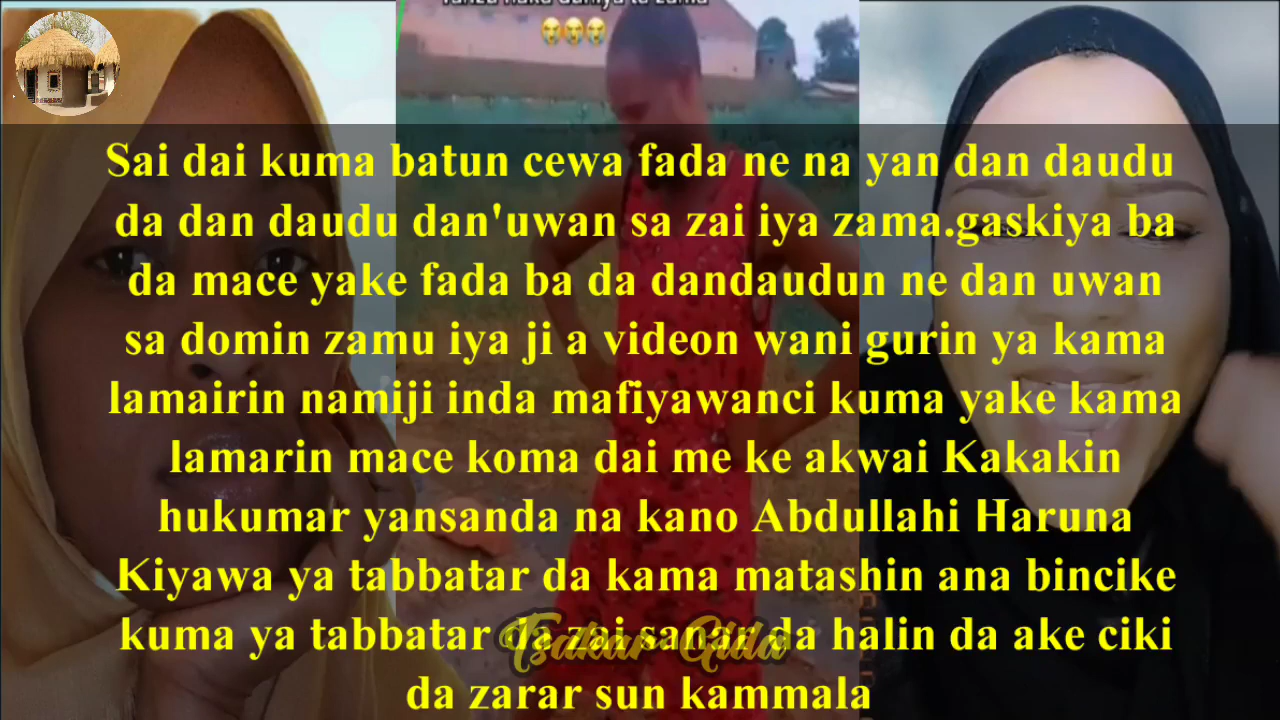 Sai dai kuma batun cewa fada ne na yan dan daudu
da dan daudu dan'uwan sa zai iya zama.gaskiya ba
da mace yake fada ba da dandaudun ne dan uwan
sa domin zamu iya ji a videon wani gurin ya kama
lamairin namiji inda mafiyawanci kuma yake kama
lamarin mace koma dai me ke akwai Kakakin
hukumar yansanda na kano Abdullahi Haruna
Kiyawa ya tabbatar da kama matashin ana bincike
kuma ya tabbatar da zai sanar da halin da ake ciki
Tsakar Gida
da zarar sun kammala